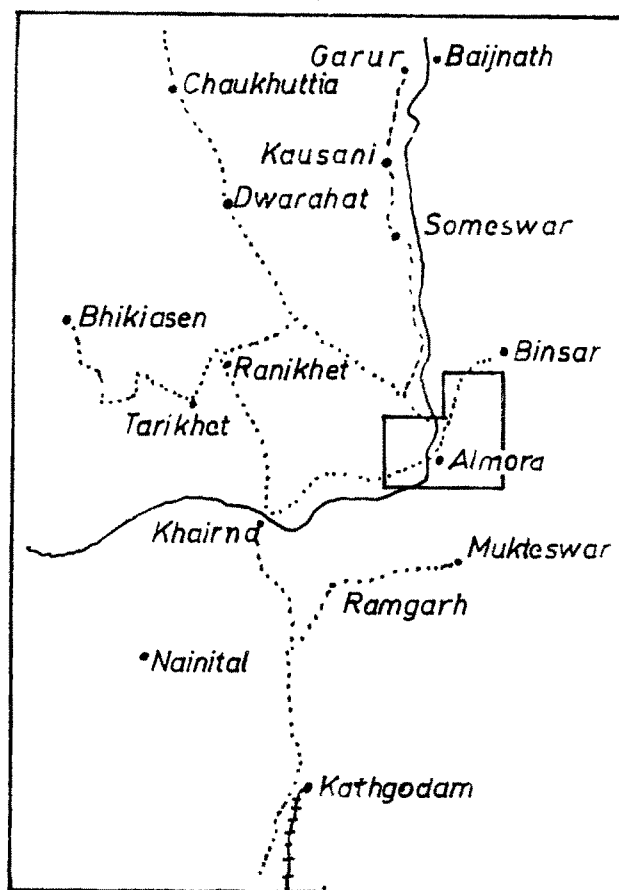 Garur
Baijnath
Chaukhuttia
Kausani
Dwarahat
Someswar
Bhikiasen
Binsar
Ranikhet
Tarikhet
Almora
Khairna
Mukteswar
Ramgarh
Nainital
Kathgodam